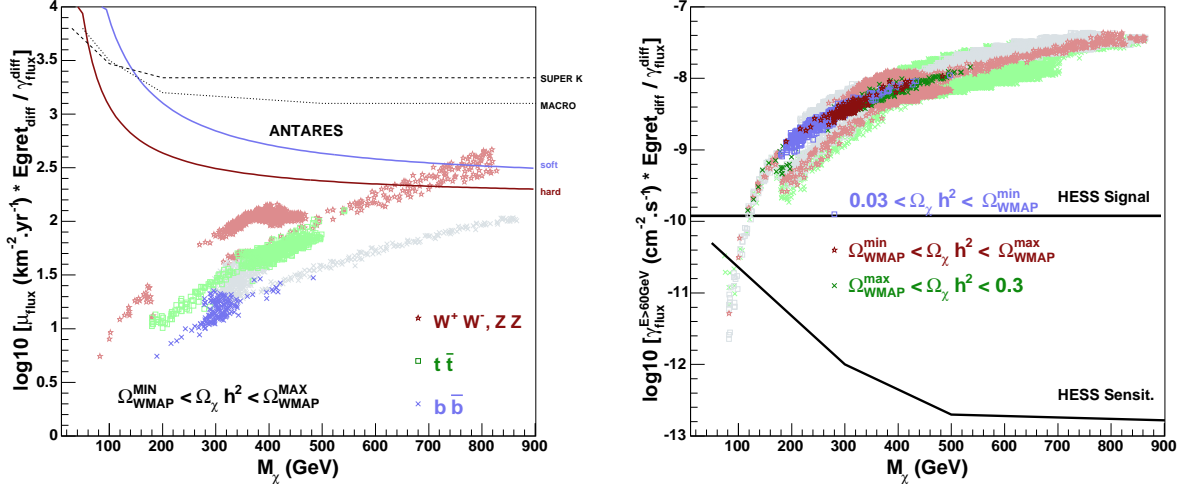 log10 [μ_flux (km⁻².yr⁻¹) * Egret_diff / γ_flux^diff]
4
3.5
3
2.5
2
1.5
1
0.5
0
SUPER K
MACRO
ANTARES
soft
hard
W⁺ W⁻, Z Z
t t̅
b b̅
Ω_WMAP^MIN < Ω_χ h² < Ω_WMAP^MAX
100 200 300 400 500 600 700 800 900
M_χ (GeV)
log10 [γ_flux^E>60GeV (cm⁻².s⁻¹) * Egret_diff / γ_flux^diff]
-7
-8
-9
-10
-11
-12
-13
0.03 < Ω_χ h² < Ω_WMAP^min
HESS Signal
Ω_WMAP^min < Ω_χ h² < Ω_WMAP^max
Ω_WMAP^max < Ω_χ h² < 0.3
HESS Sensit.
100 200 300 400 500 600 700 800 900
M_χ (GeV)